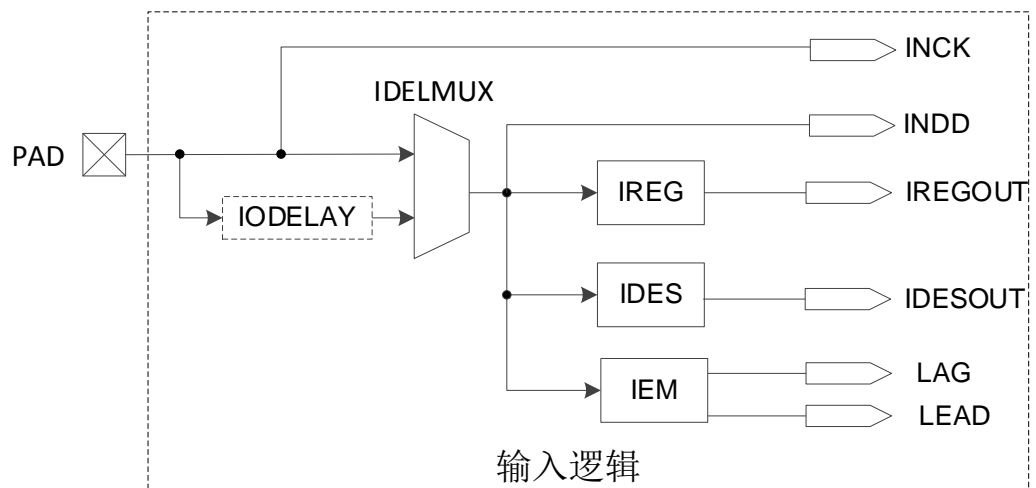 INCK
IDELMUX
INDD
PAD
IREG
IREGOUT
IODELAY
IDES
IDESOUT
LAG
IEM
LEAD
输入逻辑